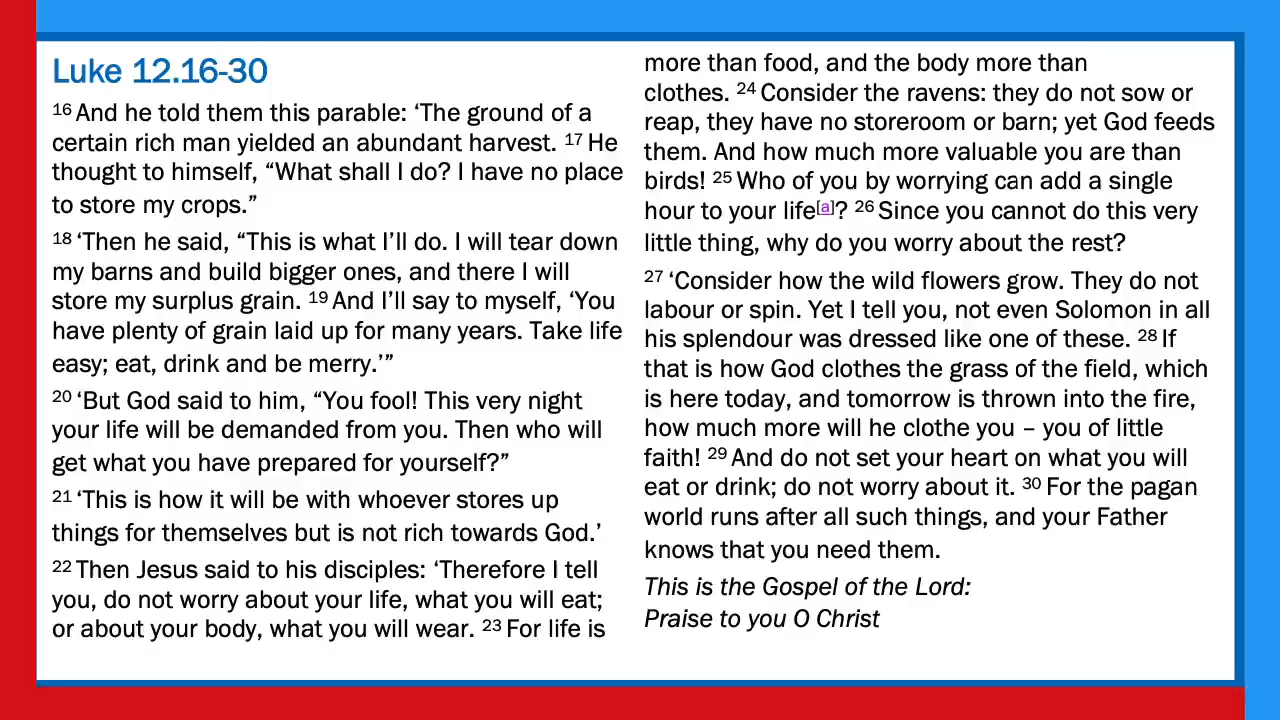 Luke 12.16-30
16 And he told them this parable: ‘The ground of a
certain rich man yielded an abundant harvest. 17 He
thought to himself, “What shall I do? I have no place
to store my crops.”
18 ‘Then he said, “This is what I’ll do. I will tear down
my barns and build bigger ones, and there I will
store my surplus grain. 19 And I’ll say to myself, ‘You
have plenty of grain laid up for many years. Take life
easy; eat, drink and be merry.’”
20 ‘But God said to him, “You fool! This very night
your life will be demanded from you. Then who will
get what you have prepared for yourself?”
21 ‘This is how it will be with whoever stores up
things for themselves but is not rich towards God.’
22 Then Jesus said to his disciples: ‘Therefore I tell
you, do not worry about your life, what you will eat;
or about your body, what you will wear. 23 For life is
more than food, and the body more than
clothes. 24 Consider the ravens: they do not sow or
reap, they have no storeroom or barn; yet God feeds
them. And how much more valuable you are than
birds! 25 Who of you by worrying can add a single
hour to your life[a]? 26 Since you cannot do this very
little thing, why do you worry about the rest?
27 ‘Consider how the wild flowers grow. They do not
labour or spin. Yet I tell you, not even Solomon in all
his splendour was dressed like one of these. 28 If
that is how God clothes the grass of the field, which
is here today, and tomorrow is thrown into the fire,
how much more will he clothe you – you of little
faith! 29 And do not set your heart on what you will
eat or drink; do not worry about it. 30 For the pagan
world runs after all such things, and your Father
knows that you need them.
This is the Gospel of the Lord:
Praise to you O Christ